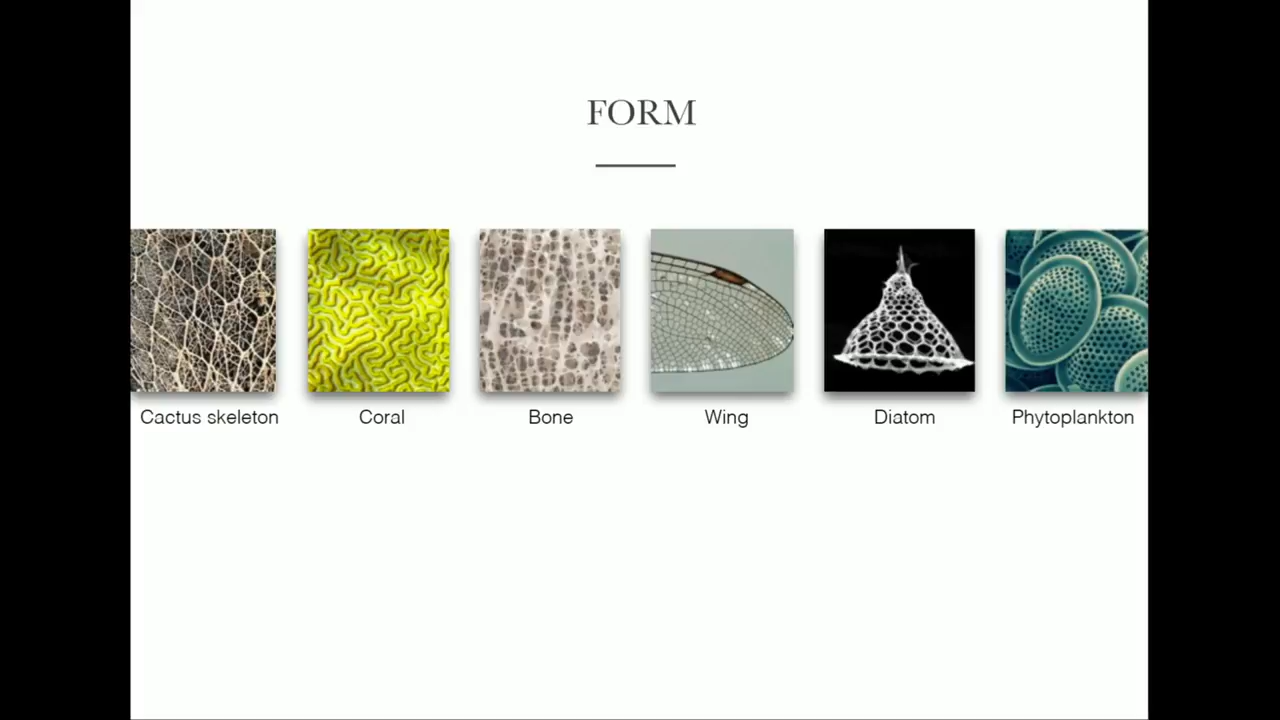 FORM
Cactus skeleton
Coral
Bone
Wing
Diatom
Phytoplankton